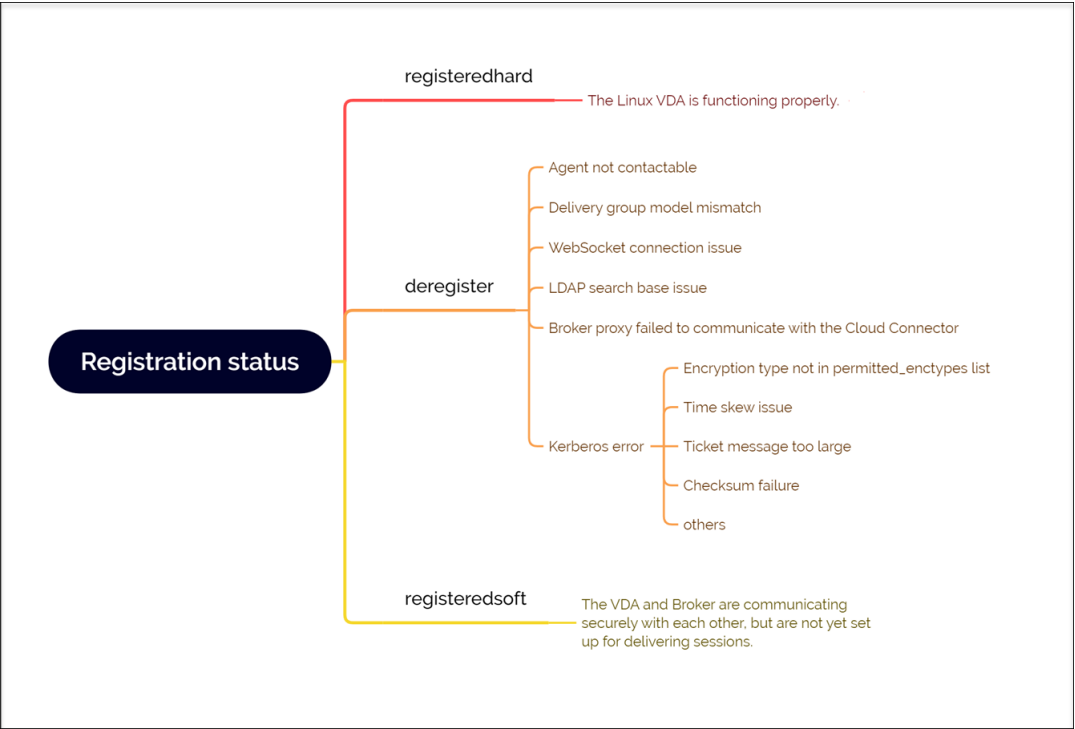 registeredhard
The Linux VDA is functioning properly.
Agent not contactable
Delivery group model mismatch
WebSocket connection issue
deregister
LDAP search base issue
Broker proxy failed to communicate with the Cloud Connector
Registration status
Encryption type not in permitted_enctypes list
Time skew issue
Kerberos error
Ticket message too large
Checksum failure
others
registeredsoft
The VDA and Broker are communicating
securely with each other, but are not yet set
up for delivering sessions.